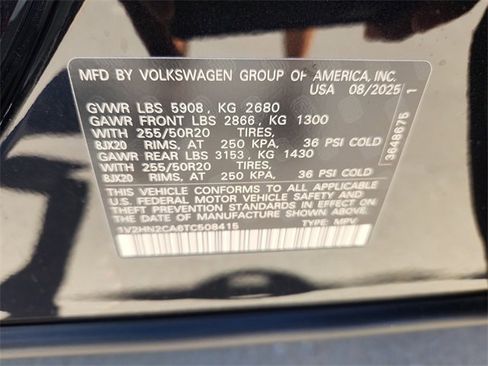 MFD BY VOLKSWAGEN GROUP OF AMERICA, INC.
USA 08/2025 1
GVWR LBS 5908, KG 2680
GAWR FRONT LBS 2866, KG 1300
WITH 255/50R20 TIRES,
8JX20 RIMS, AT 250 KPA, 36 PSI COLD
GAWR REAR LBS 3153, KG 1430
WITH 255/50R20 TIRES,
8JX20 RIMS, AT 250 KPA, 36 PSI COLD
THIS VEHICLE CONFORMS TO ALL APPLICABLE
U.S. FEDERAL MOTOR VEHICLE SAFETY AND
THEFT PREVENTION STANDARDS IN EFFECT
ON THE DATE OF MANUFACTURE SHOWN ABOVE.
1V2HN2CA6TC508415 TYPE: MPV
3648675